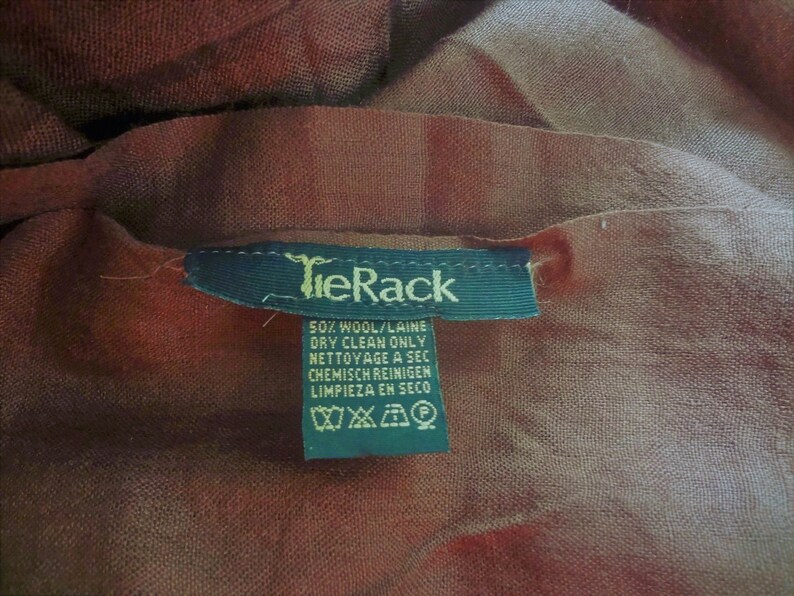 TieRack
50% WOOL/LAINE
DRY CLEAN ONLY
NETTOYAGE A SEC
CHEMISCH REINIGEN
LIMPIEZA EN SECO
P